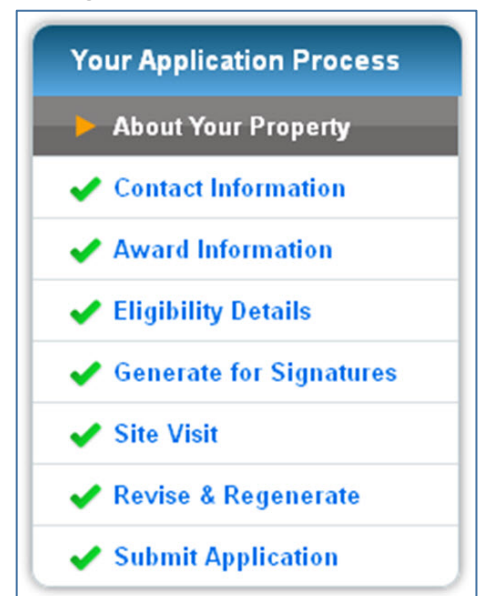 Your Application Process
About Your Property
Contact Information
Award Information
Eligibility Details
Generate for Signatures
Site Visit
Revise & Regenerate
Submit Application